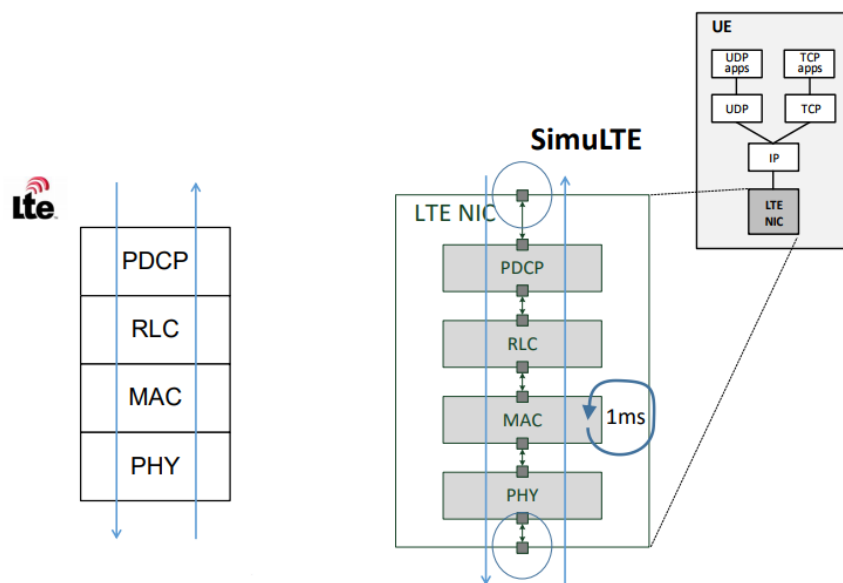 UE
UDP
apps
TCP
apps
UDP
TCP
IP
LTE
NIC
SimuLTE
Lte
LTE NIC
PDCP
RLC
MAC
PHY
PDCP
RLC
MAC
1ms
PHY